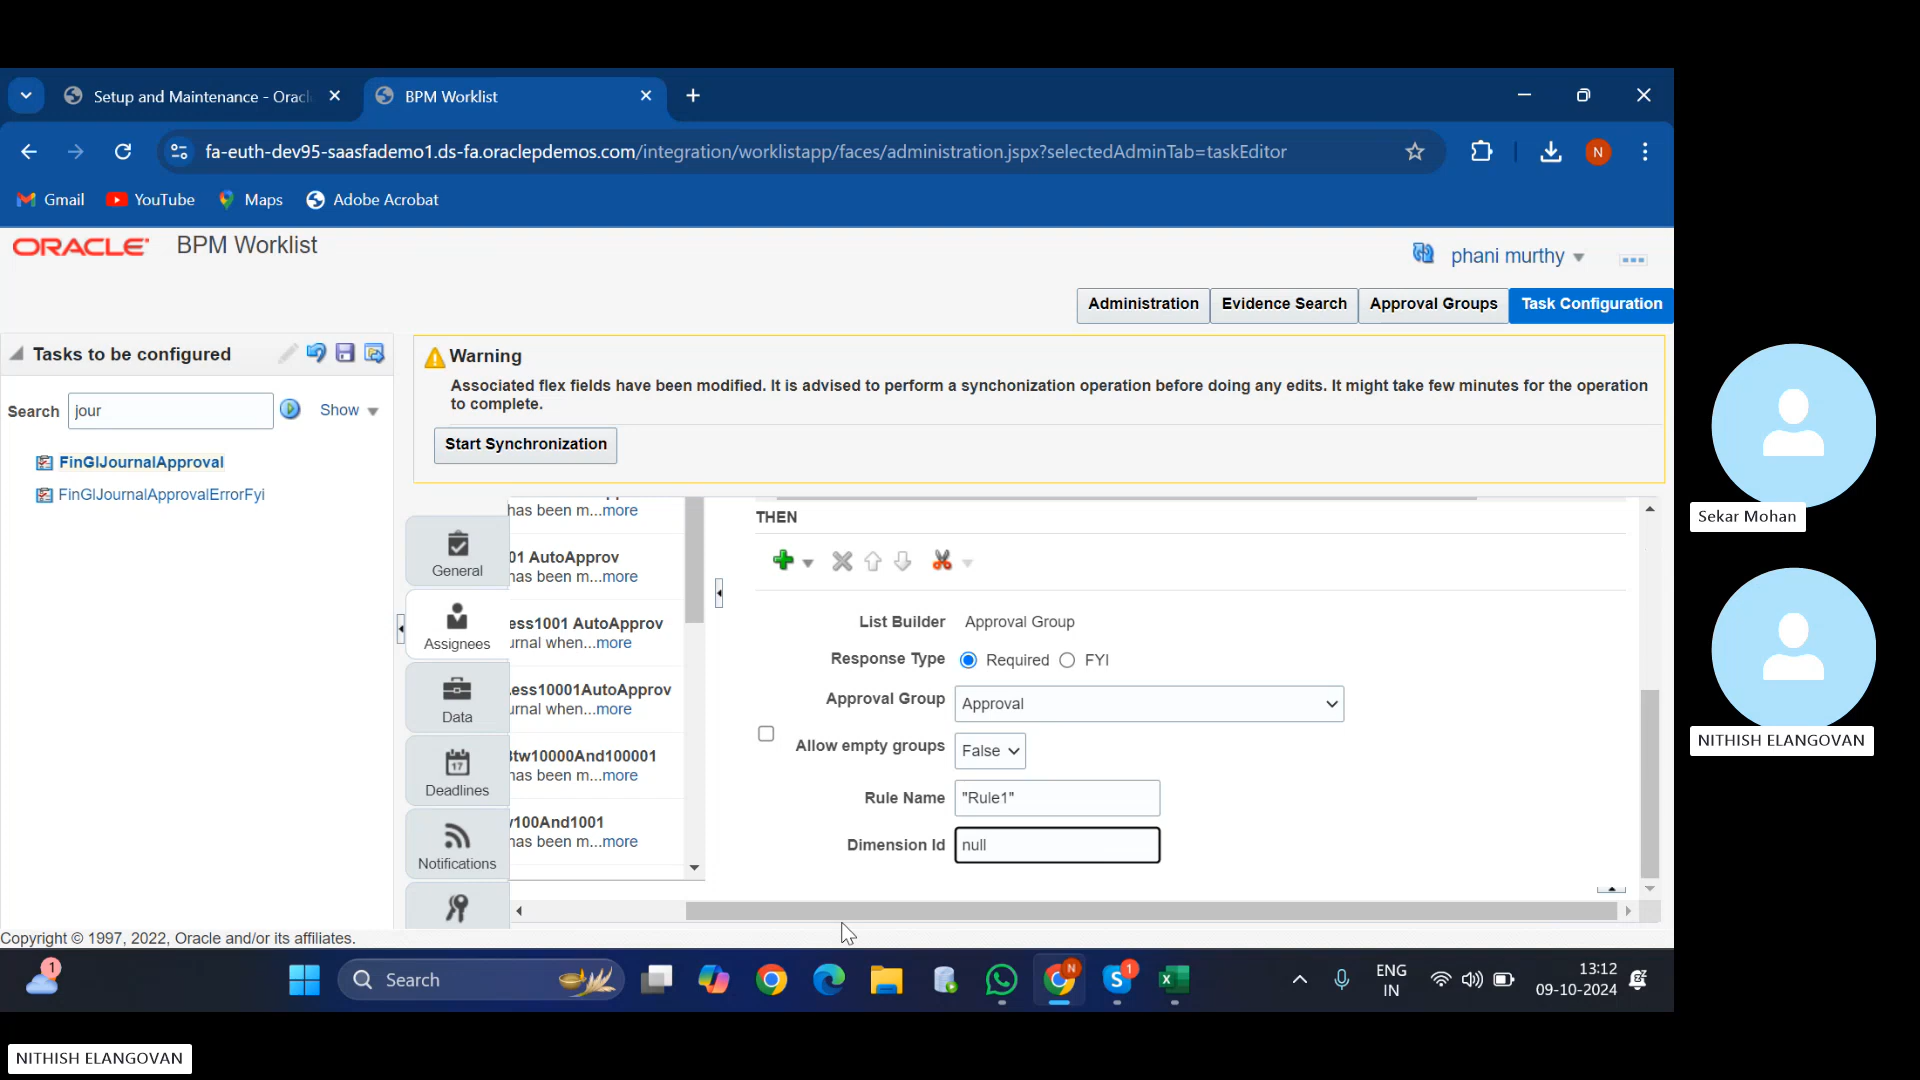 Setup and Maintenance - Oracl
BPM Worklist
fa-euth-dev95-saasfademo1.ds-fa.oraclepdemos.com/integration/worklistapp/faces/administration.jspx?selectedAdminTab=taskEditor
N
Gmail
YouTube
Maps
Adobe Acrobat
ORACLE
BPM Worklist
phani murthy
Administration
Evidence Search
Approval Groups
Task Configuration
Tasks to be configured
Search
jour
Show
FinGlJournalApproval
FinGlJournalApprovalErrorFyi
Warning
Associated flex fields have been modified. It is advised to perform a synchonization operation before doing any edits. It might take few minutes for the operation
to complete.
Start Synchronization
General
Assignees
17
Data
Deadlines
Notifications
has been m...more
01 AutoApprov
has been m...more
ess1001 AutoApprov
urnal when...more
ess10001AutoApprov
urnal when...more
Btw10000And100001
has been m...more
100And1001
has been m...more
THEN
List Builder
Approval Group
Response Type
Required
FYI
Approval Group
Approval
Allow empty groups
False
Rule Name
"Rule1"
Dimension Id
null
Copyright © 1997, 2022, Oracle and/or its affiliates.
1
Search
N
S
1
X
ENG
IN
13:12
09-10-2024
Sekar Mohan
NITHISH ELANGOVAN
NITHISH ELANGOVAN